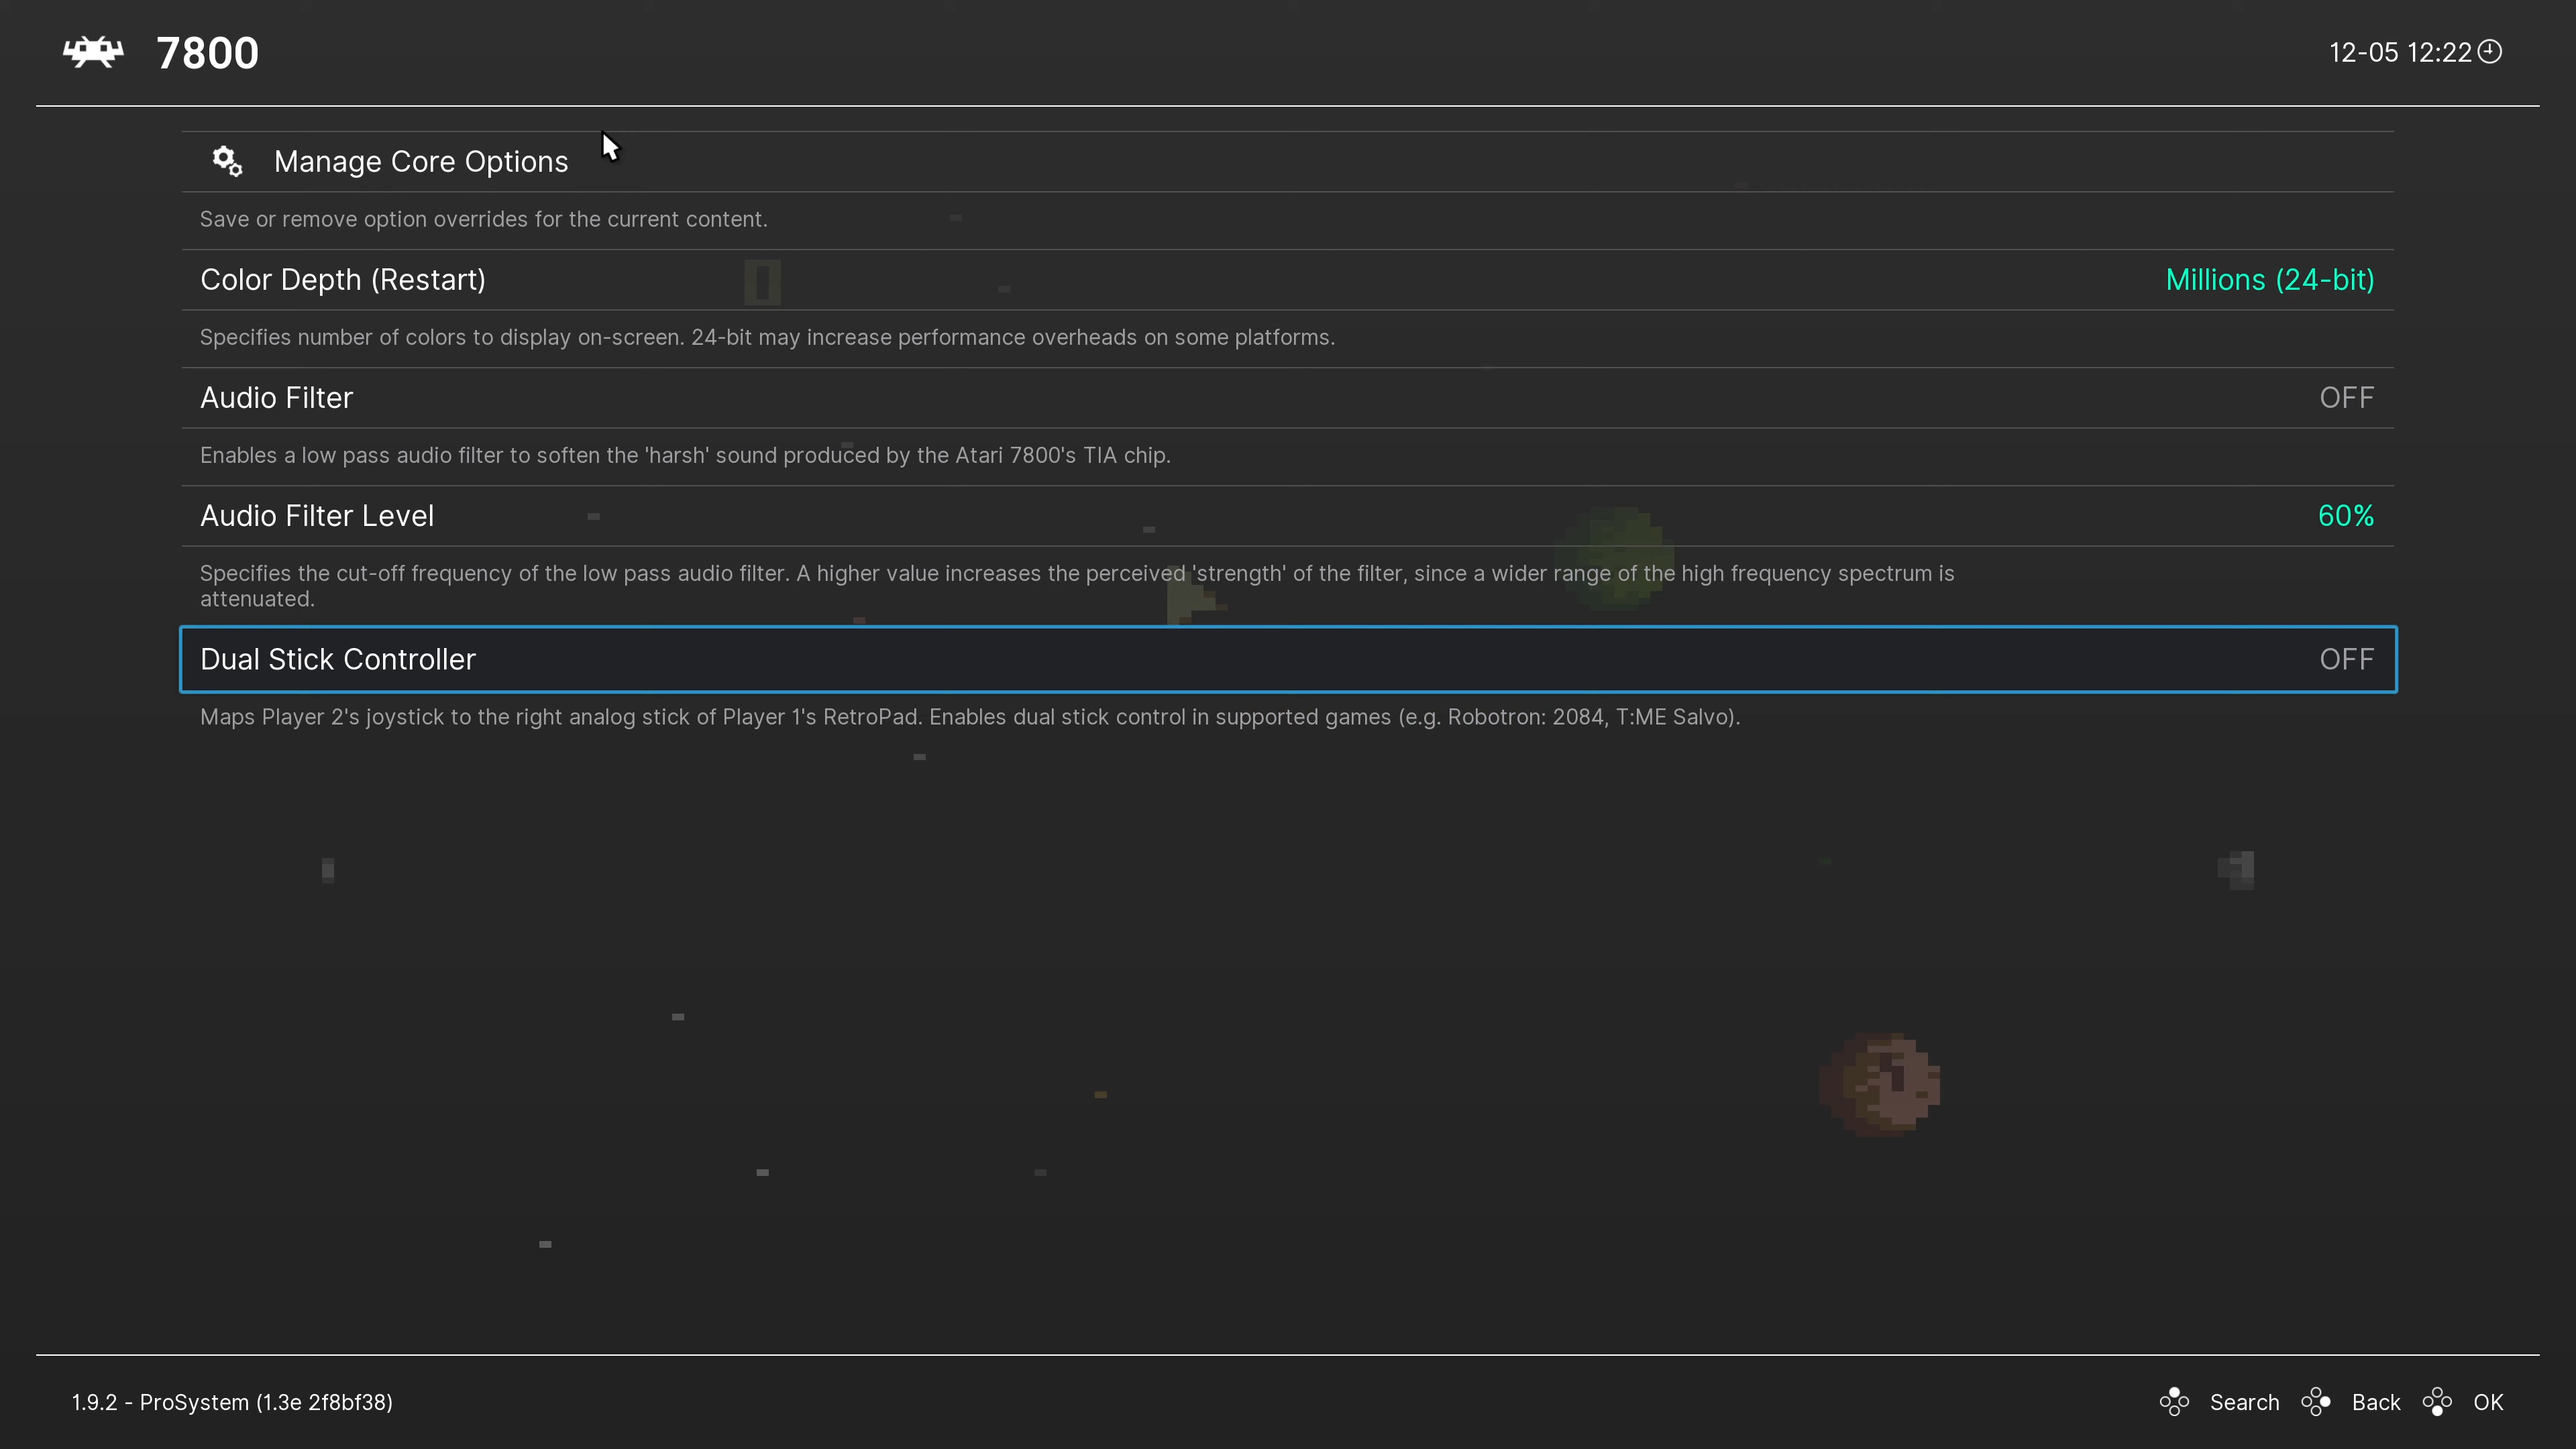 7800
12-05 12:22
Manage Core Options
Save or remove option overrides for the current content.
Color Depth (Restart) Millions (24-bit)
Specifies number of colors to display on-screen. 24-bit may increase performance overheads on some platforms.
Audio Filter OFF
Enables a low pass audio filter to soften the 'harsh' sound produced by the Atari 7800's TIA chip.
Audio Filter Level 60%
Specifies the cut-off frequency of the low pass audio filter. A higher value increases the perceived 'strength' of the filter, since a wider range of the high frequency spectrum is
attenuated.
Dual Stick Controller OFF
Maps Player 2's joystick to the right analog stick of Player 1's RetroPad. Enables dual stick control in supported games (e.g. Robotron: 2084, T:ME Salvo).
1.9.2 - ProSystem (1.3e 2f8bf38) Search Back OK